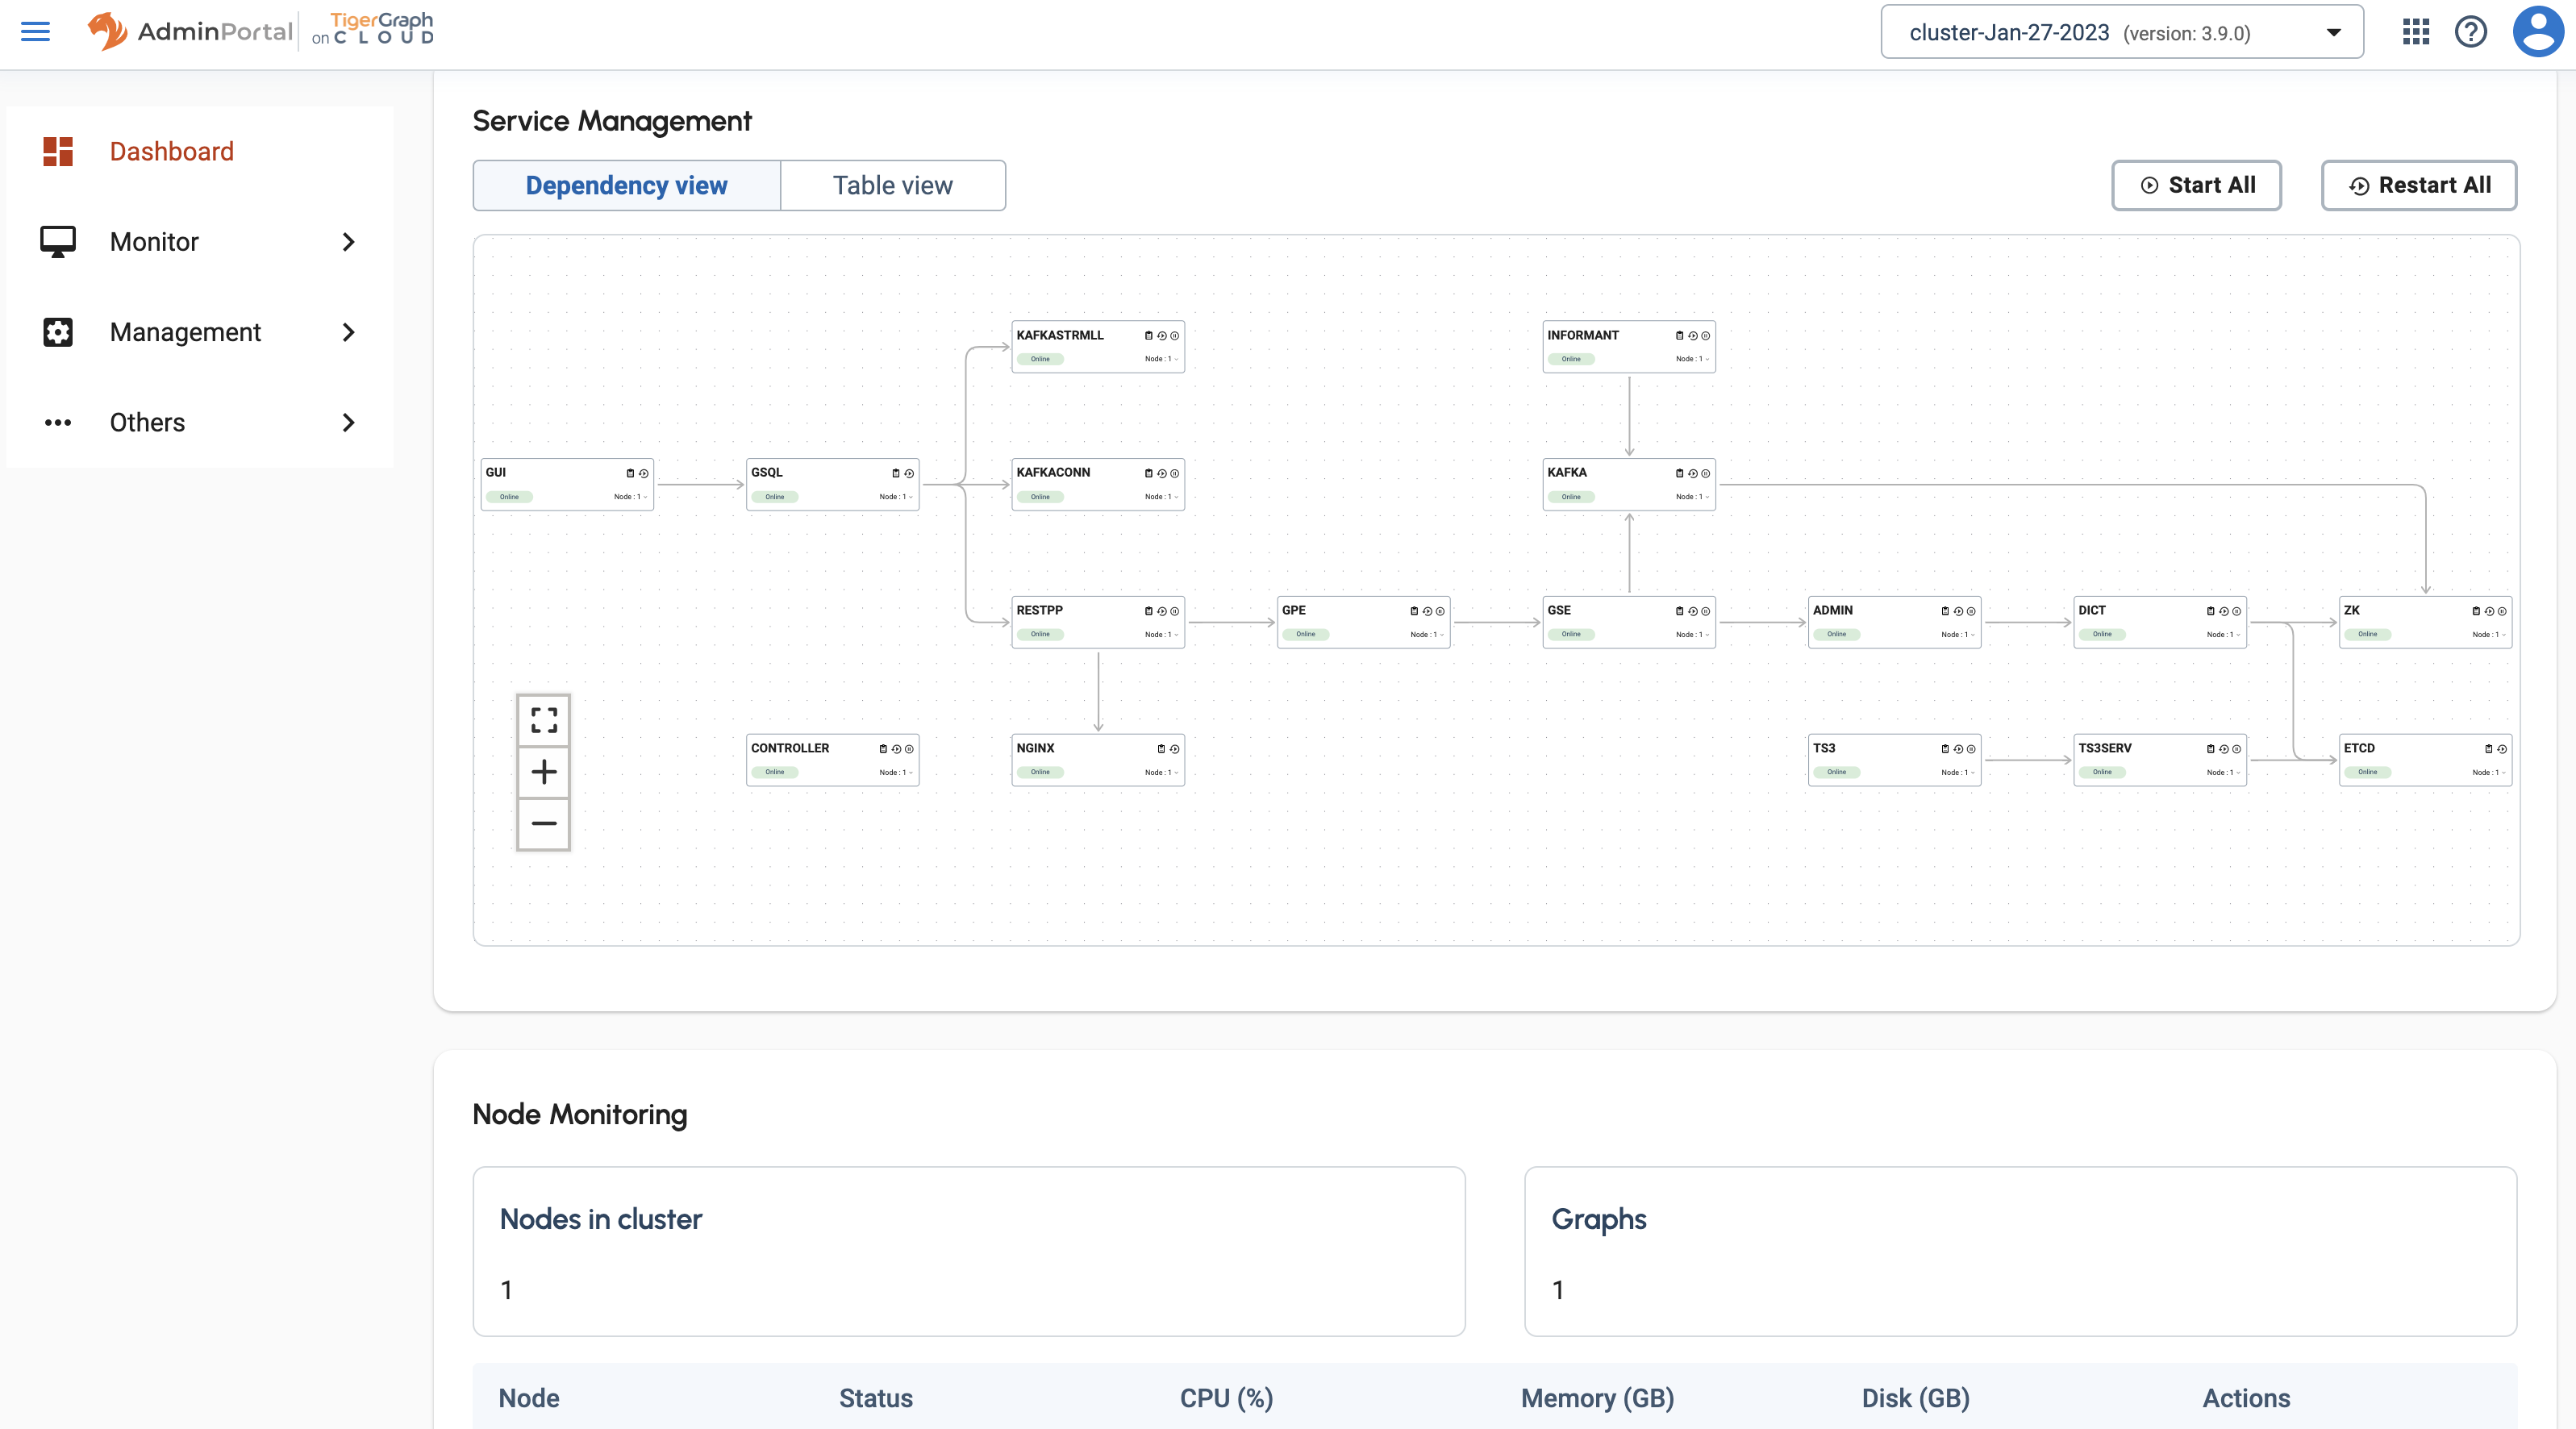 AdminPortal
TigerGraph
on CLOUD
cluster-Jan-27-2023 (version: 3.9.0)
Dashboard
Monitor
Management
Others
Service Management
Dependency view
Table view
Start All
Restart All
KAFKASTRMLL
Online
Node : 1
INFORMANT
Online
Node : 1
GUI
Online
Node : 1
GSQL
Online
Node : 1
KAFKACONN
Online
Node : 1
KAFKA
Online
Node : 1
RESTPP
Online
Node : 1
GPE
Online
Node : 1
GSE
Online
Node : 1
ADMIN
Online
Node : 1
DICT
Online
Node : 1
ZK
Online
Node : 1
CONTROLLER
Online
Node : 1
NGINX
Online
Node : 1
TS3
Online
Node : 1
TS3SERV
Online
Node : 1
ETCD
Online
Node : 1
Node Monitoring
Nodes in cluster
1
Graphs
1
Node Status CPU (%) Memory (GB) Disk (GB) Actions